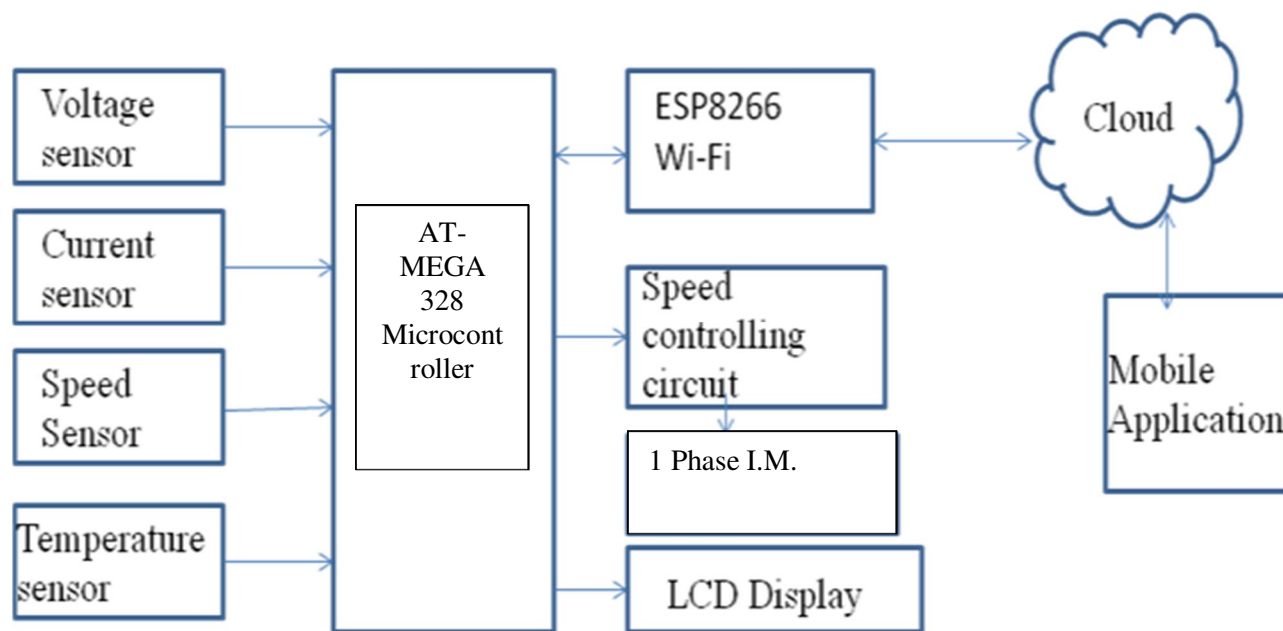 Voltage
sensor
Current
sensor
Speed
Sensor
Temperature
sensor
AT-
MEGA
328
Microcont
roller
ESP8266
Wi-Fi
Speed
controlling
circuit
1 Phase I.M.
LCD Display
Cloud
Mobile
Application